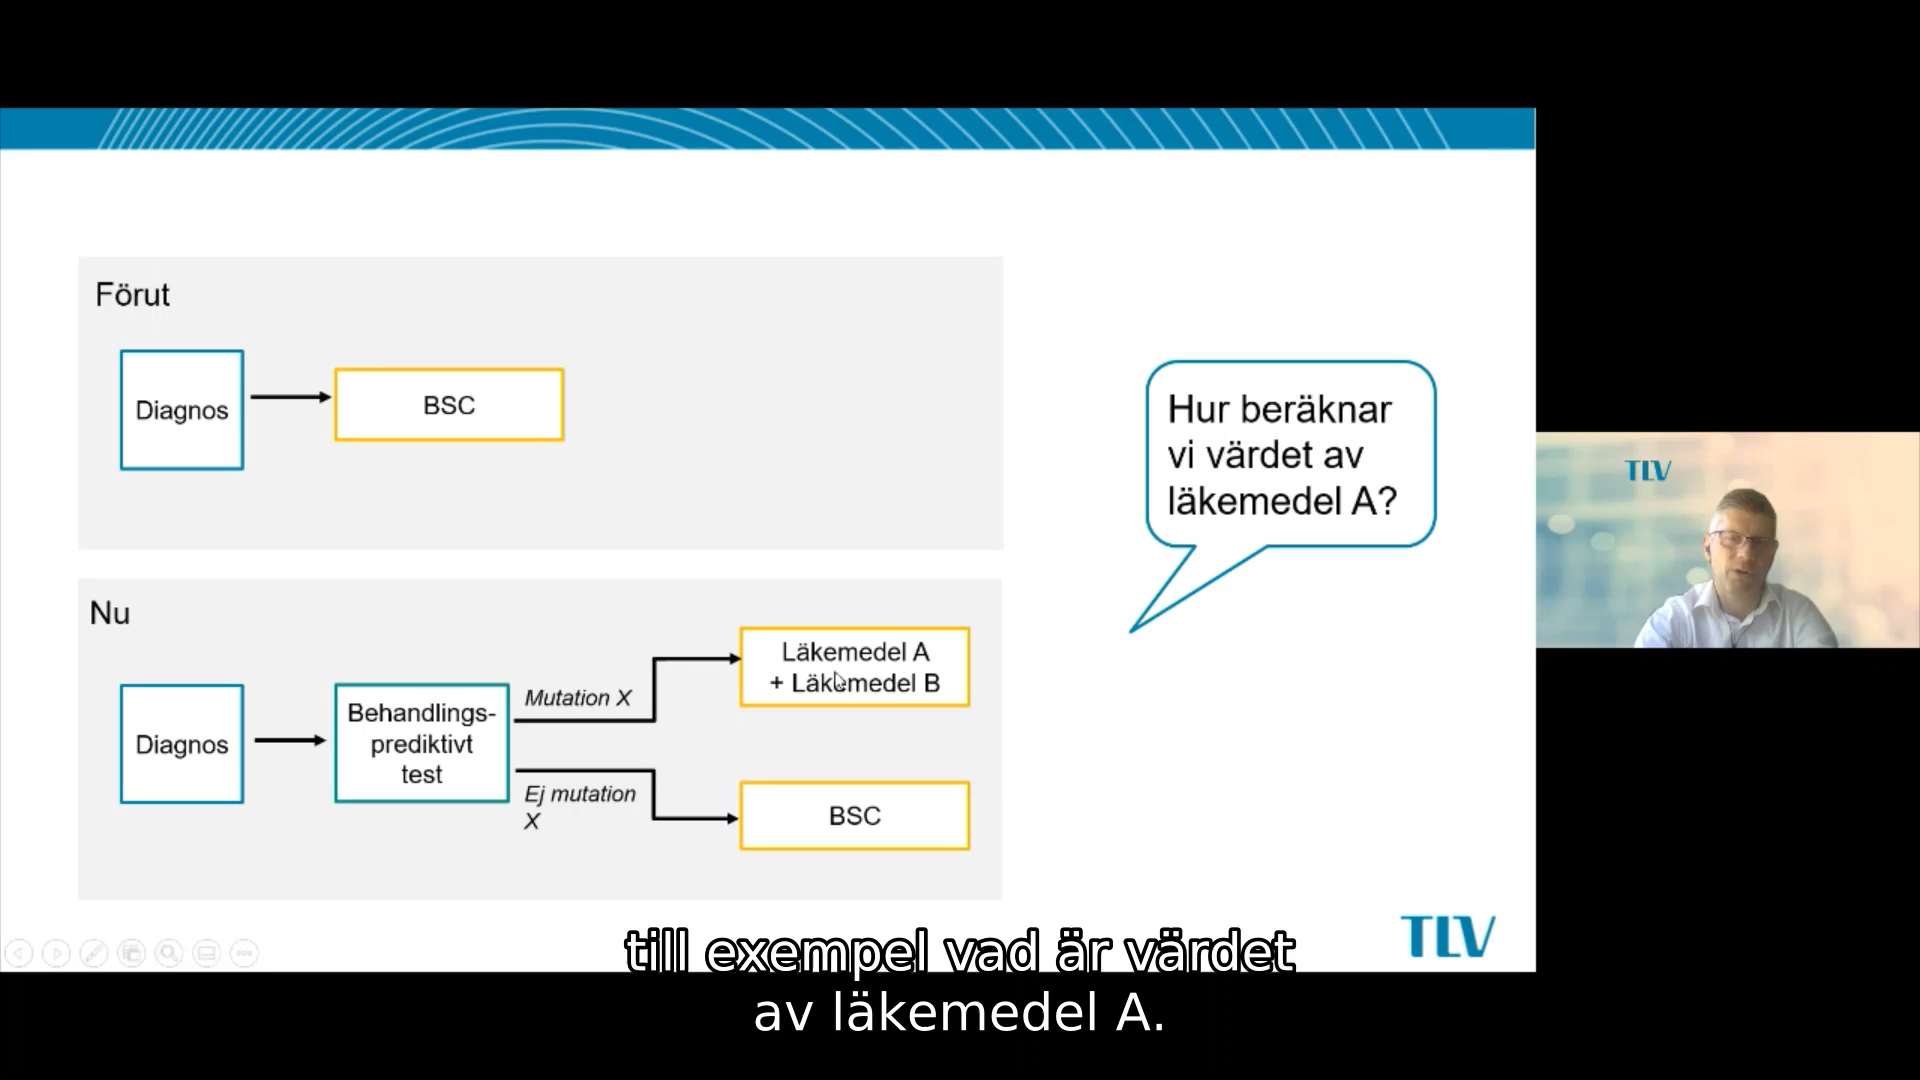 Förut
Diagnos
BSC
Hur beräknar
vi värdet av
läkemedel A?
TLV
Nu
Diagnos
Behandlings-
prediktivt
test
Mutation X
Ej mutation
X
Läkemedel A
+ Läkemedel B
BSC
TLV
till exempel vad är värdet
av läkemedel A.